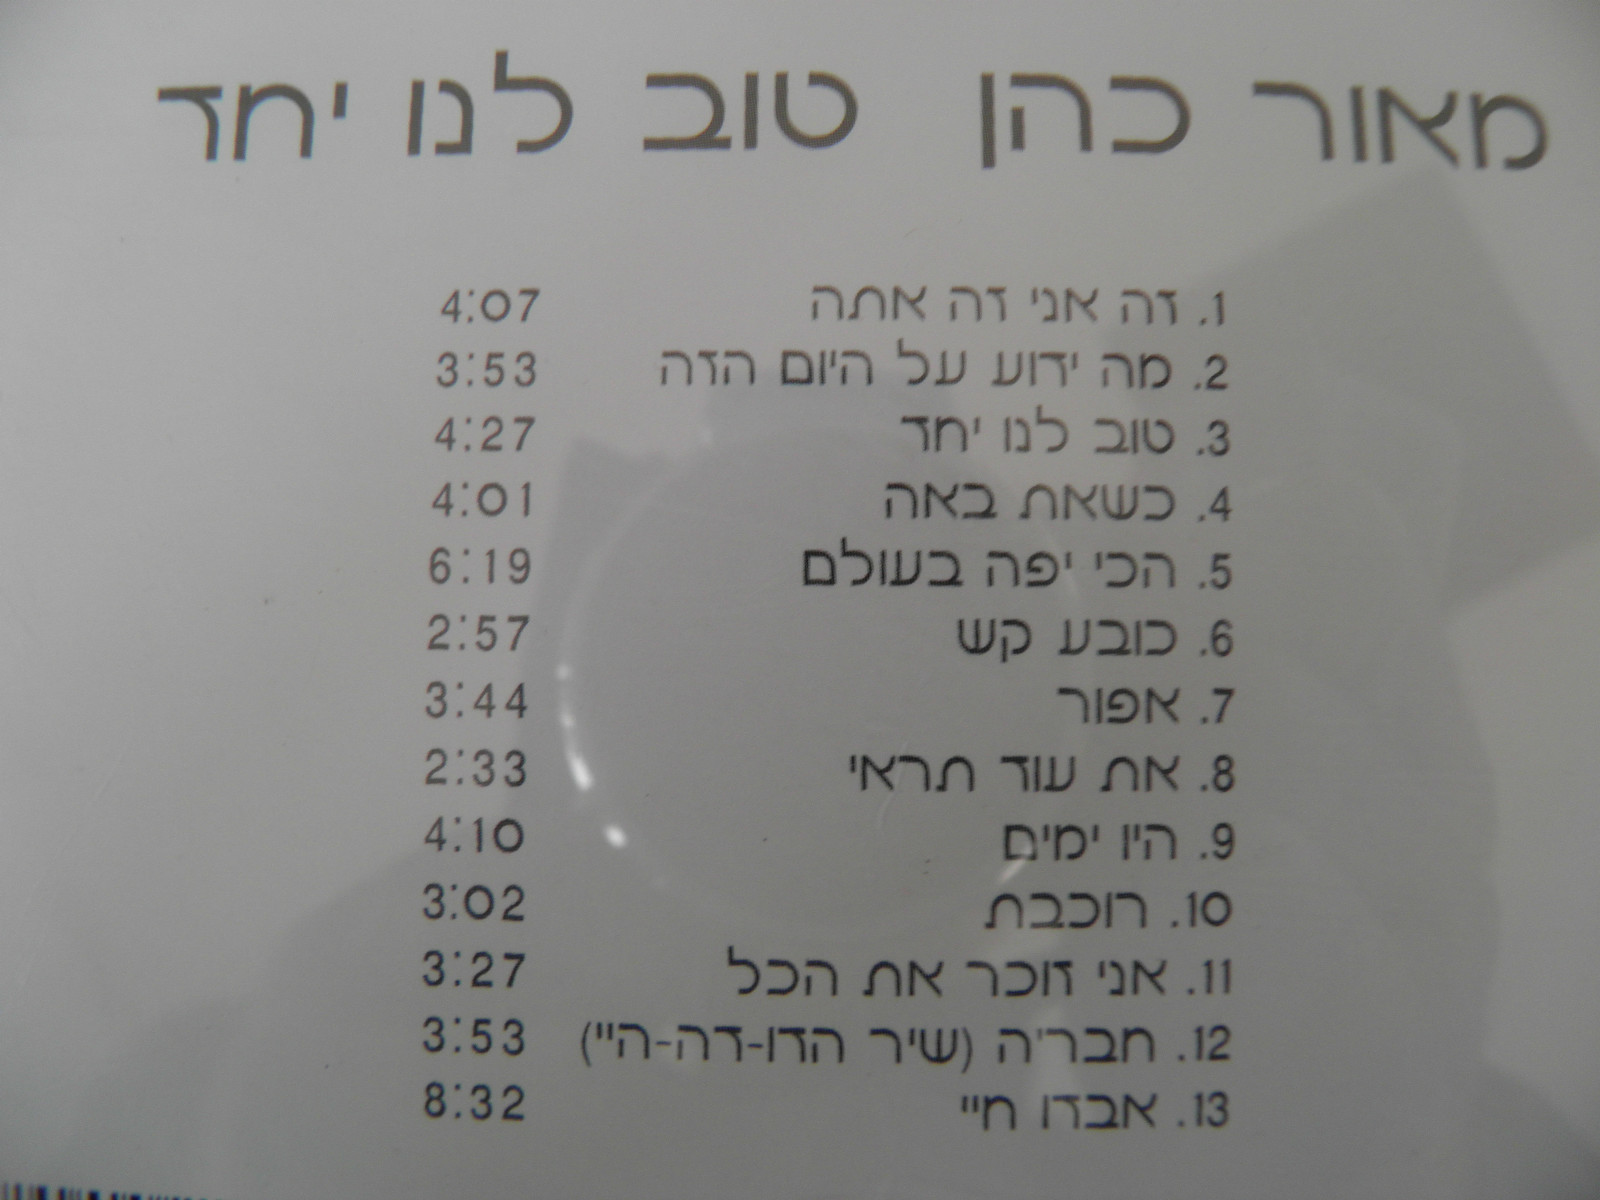 מאור כהן טוב לנו יחד
1. זה אני זה אתה 4:07
2. מה ידוע על היום הזה 3:53
3. טוב לנו יחד 4:27
4. כשאת באה 4:01
5. הכי יפה בעולם 6:19
6. כובע קש 2:57
7. אפור 3:44
8. את עוד תראי 2:33
9. היו ימים 4:10
10. רוכבת 3:02
11. אני זוכר את הכל 3:27
12. חבריה (שיר הדו-דה-היי) 3:53
13. אבדו חיי 8:32